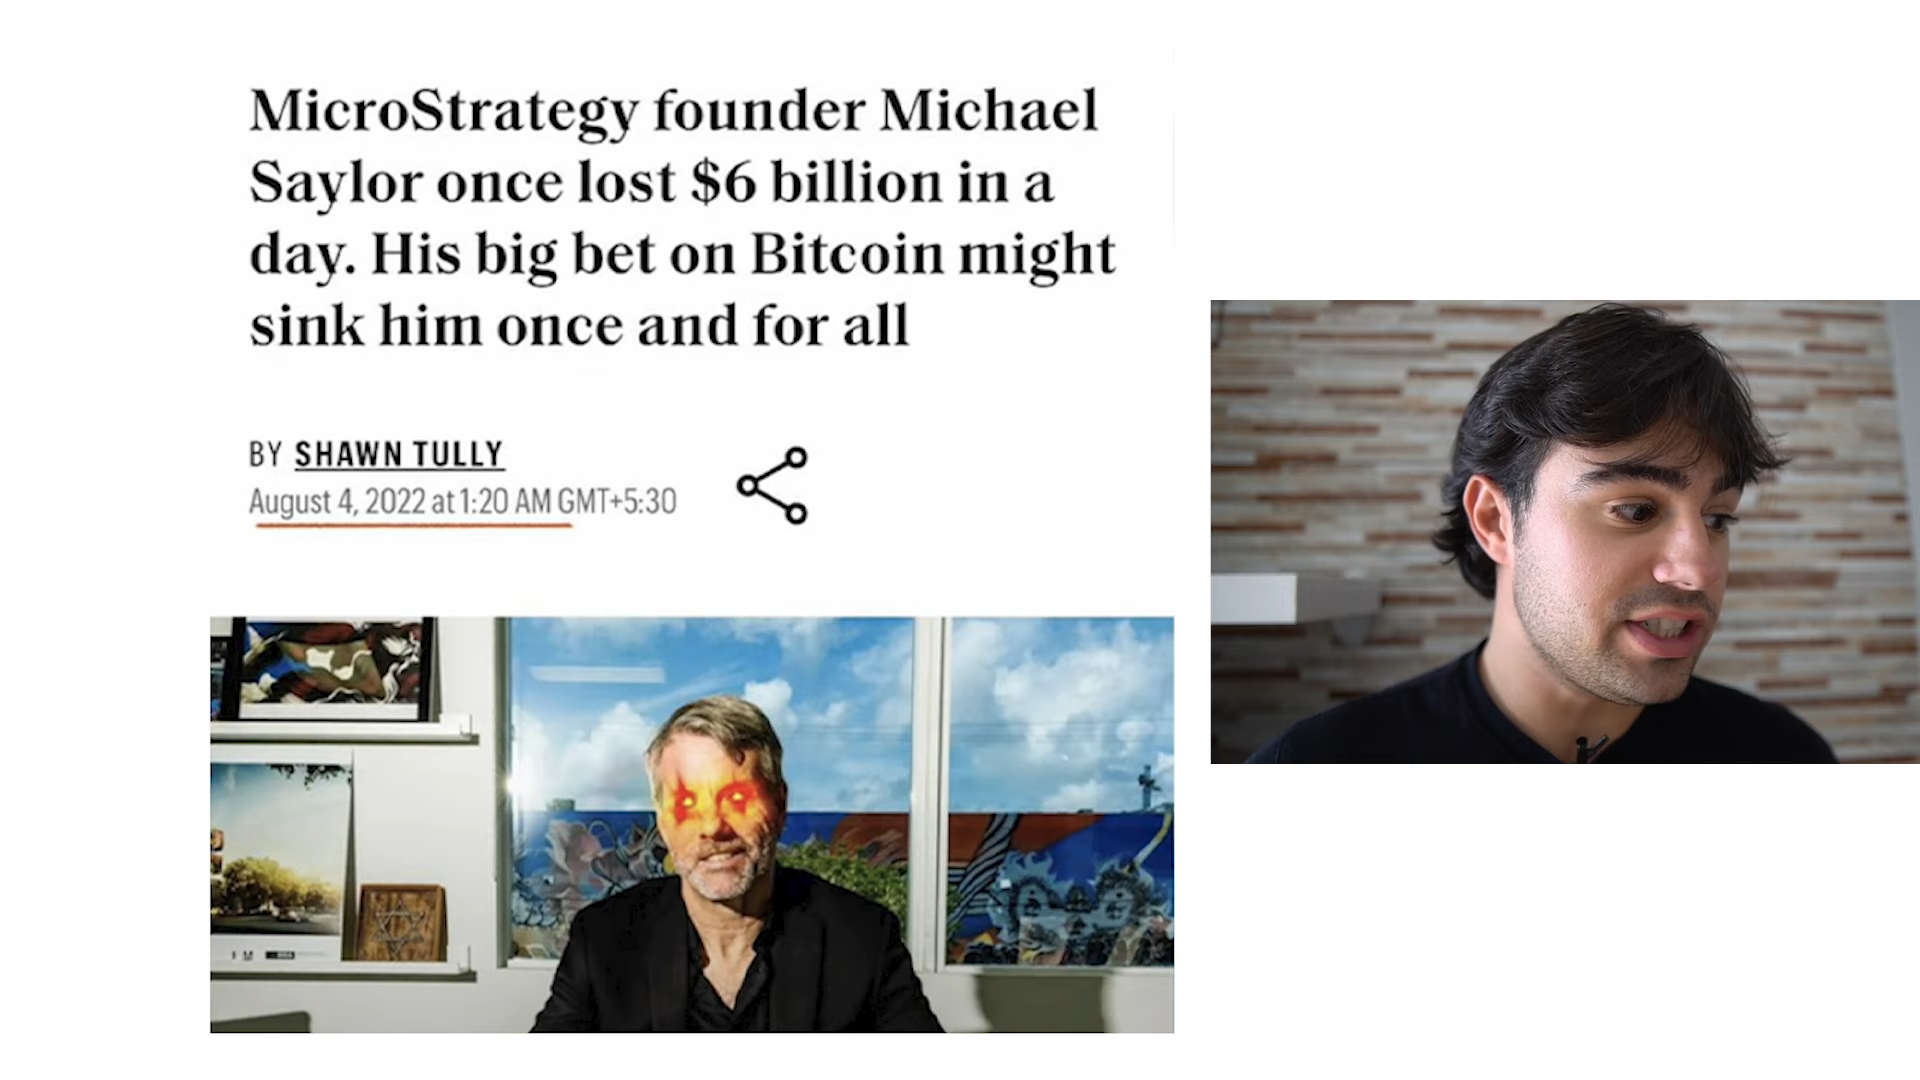 MicroStrategy founder Michael
Saylor once lost $6 billion in a
day. His big bet on Bitcoin might
sink him once and for all
BY SHAWN TULLY
August 4, 2022 at 1:20 AM GMT+5:30